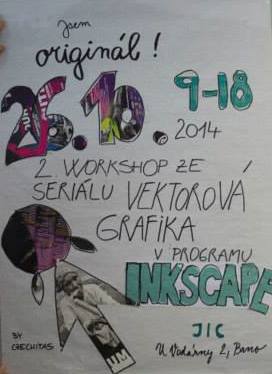 Jsem
originál!
26.10. 9-18
2014
2. WORKSHOP ZE
SERIÁLU VEKTOROVÁ
GRAFIKA
V PROGRAMU
INKSCAPE
JIC
U Vodárny 2, Brno
BY
CZECHITAS